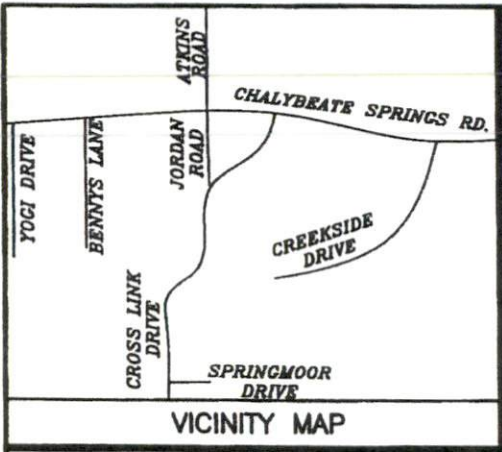 ATKINS
ROAD
CHALYBEATE SPRINGS RD.
YOGI DRIVE
BENNYS LANE
JORDAN
ROAD
CREEKSIDE
DRIVE
CROSS LINK
DRIVE
SPRINGMOOR
DRIVE
VICINITY MAP